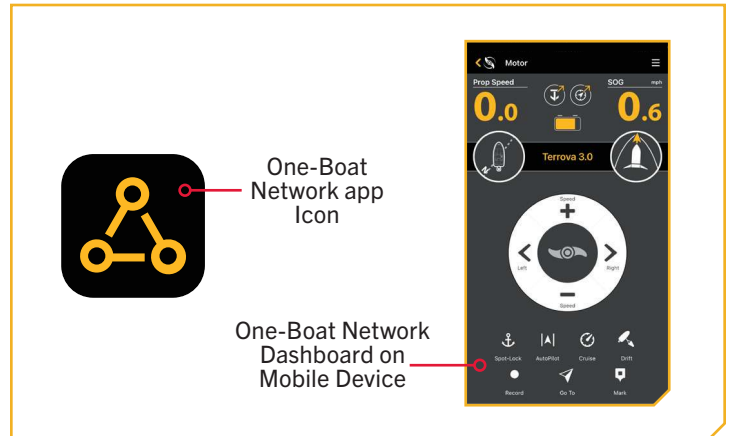 Motor
Prop Speed
SOG mph
0.0
0.6
N
Terrova 3.0
One-Boat
Network app
Icon
Speed
Left
Right
Speed
One-Boat Network
Dashboard on
Mobile Device
Spot-Lock AutoPilot Cruise Drift
Record Go To Mark